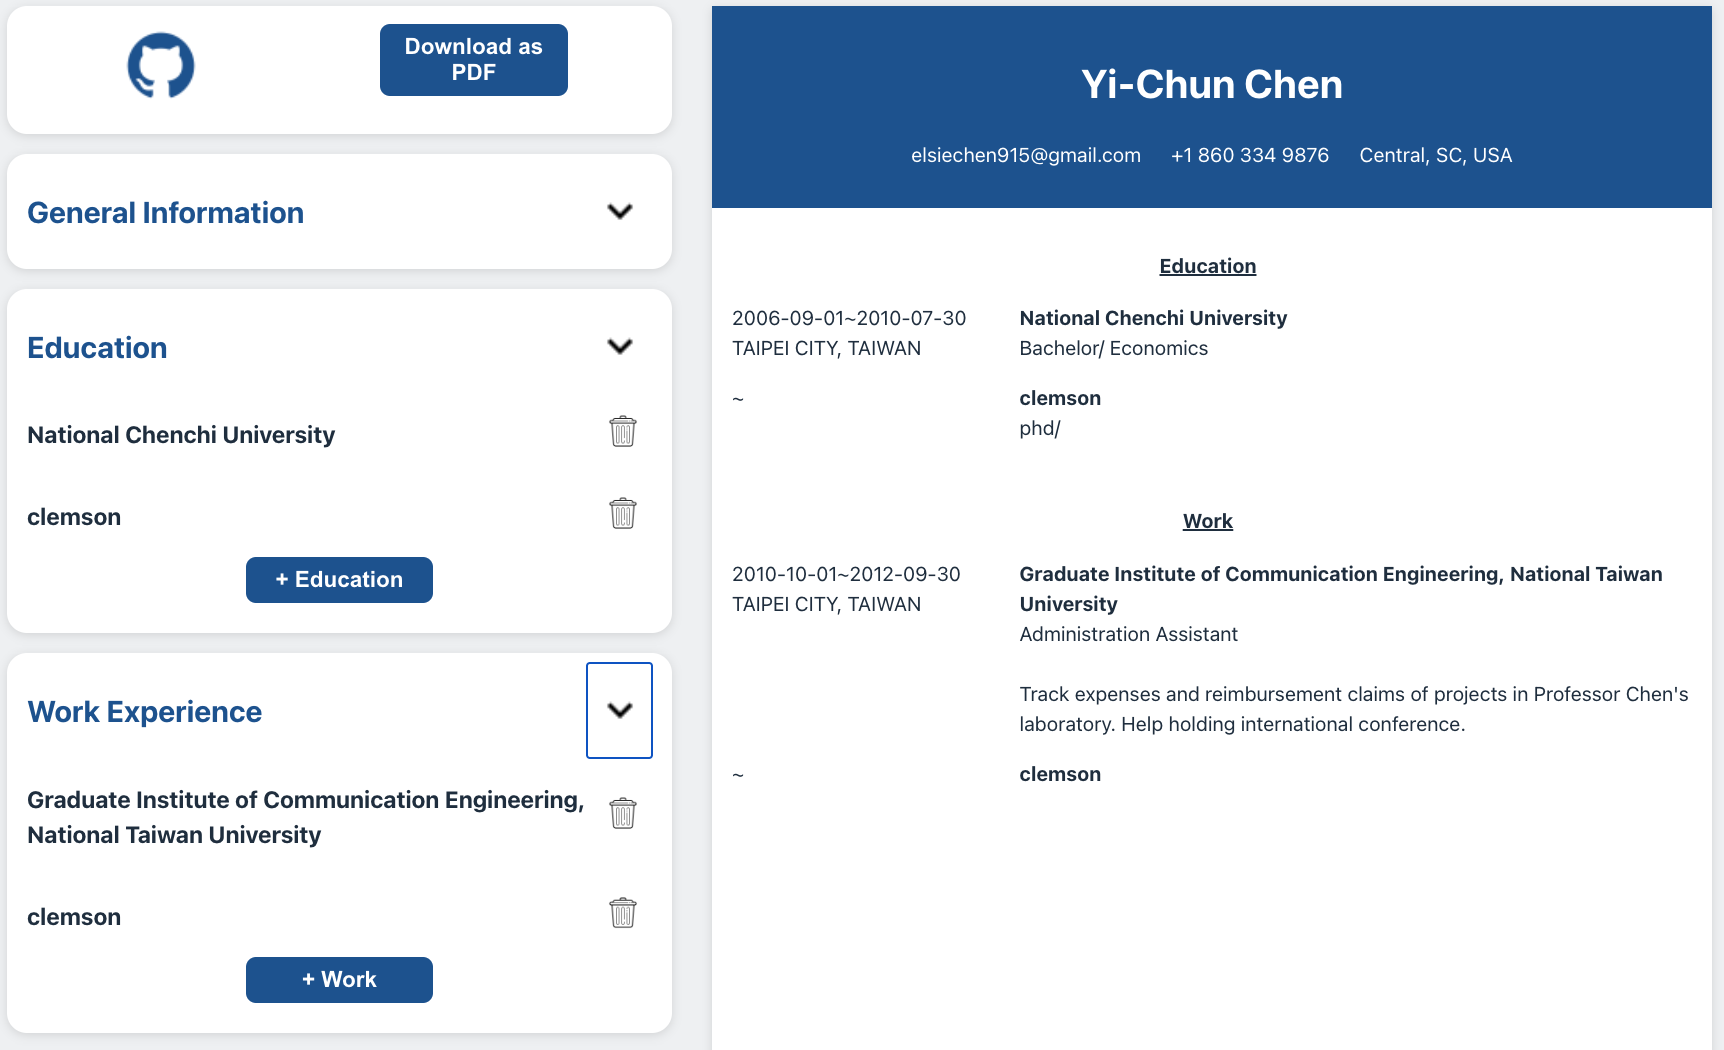 Download as
PDF
General Information
Education
National Chenchi University
clemson
+ Education
Work Experience
Graduate Institute of Communication Engineering,
National Taiwan University
clemson
+ Work
Yi-Chun Chen
elsiechen915@gmail.com +1 860 334 9876 Central, SC, USA
Education
2006-09-01~2010-07-30 National Chenchi University
TAIPEI CITY, TAIWAN Bachelor/ Economics
~ clemson
phd/
Work
2010-10-01~2012-09-30 Graduate Institute of Communication Engineering, National Taiwan
TAIPEI CITY, TAIWAN University
Administration Assistant
Track expenses and reimbursement claims of projects in Professor Chen's
laboratory. Help holding international conference.
~ clemson